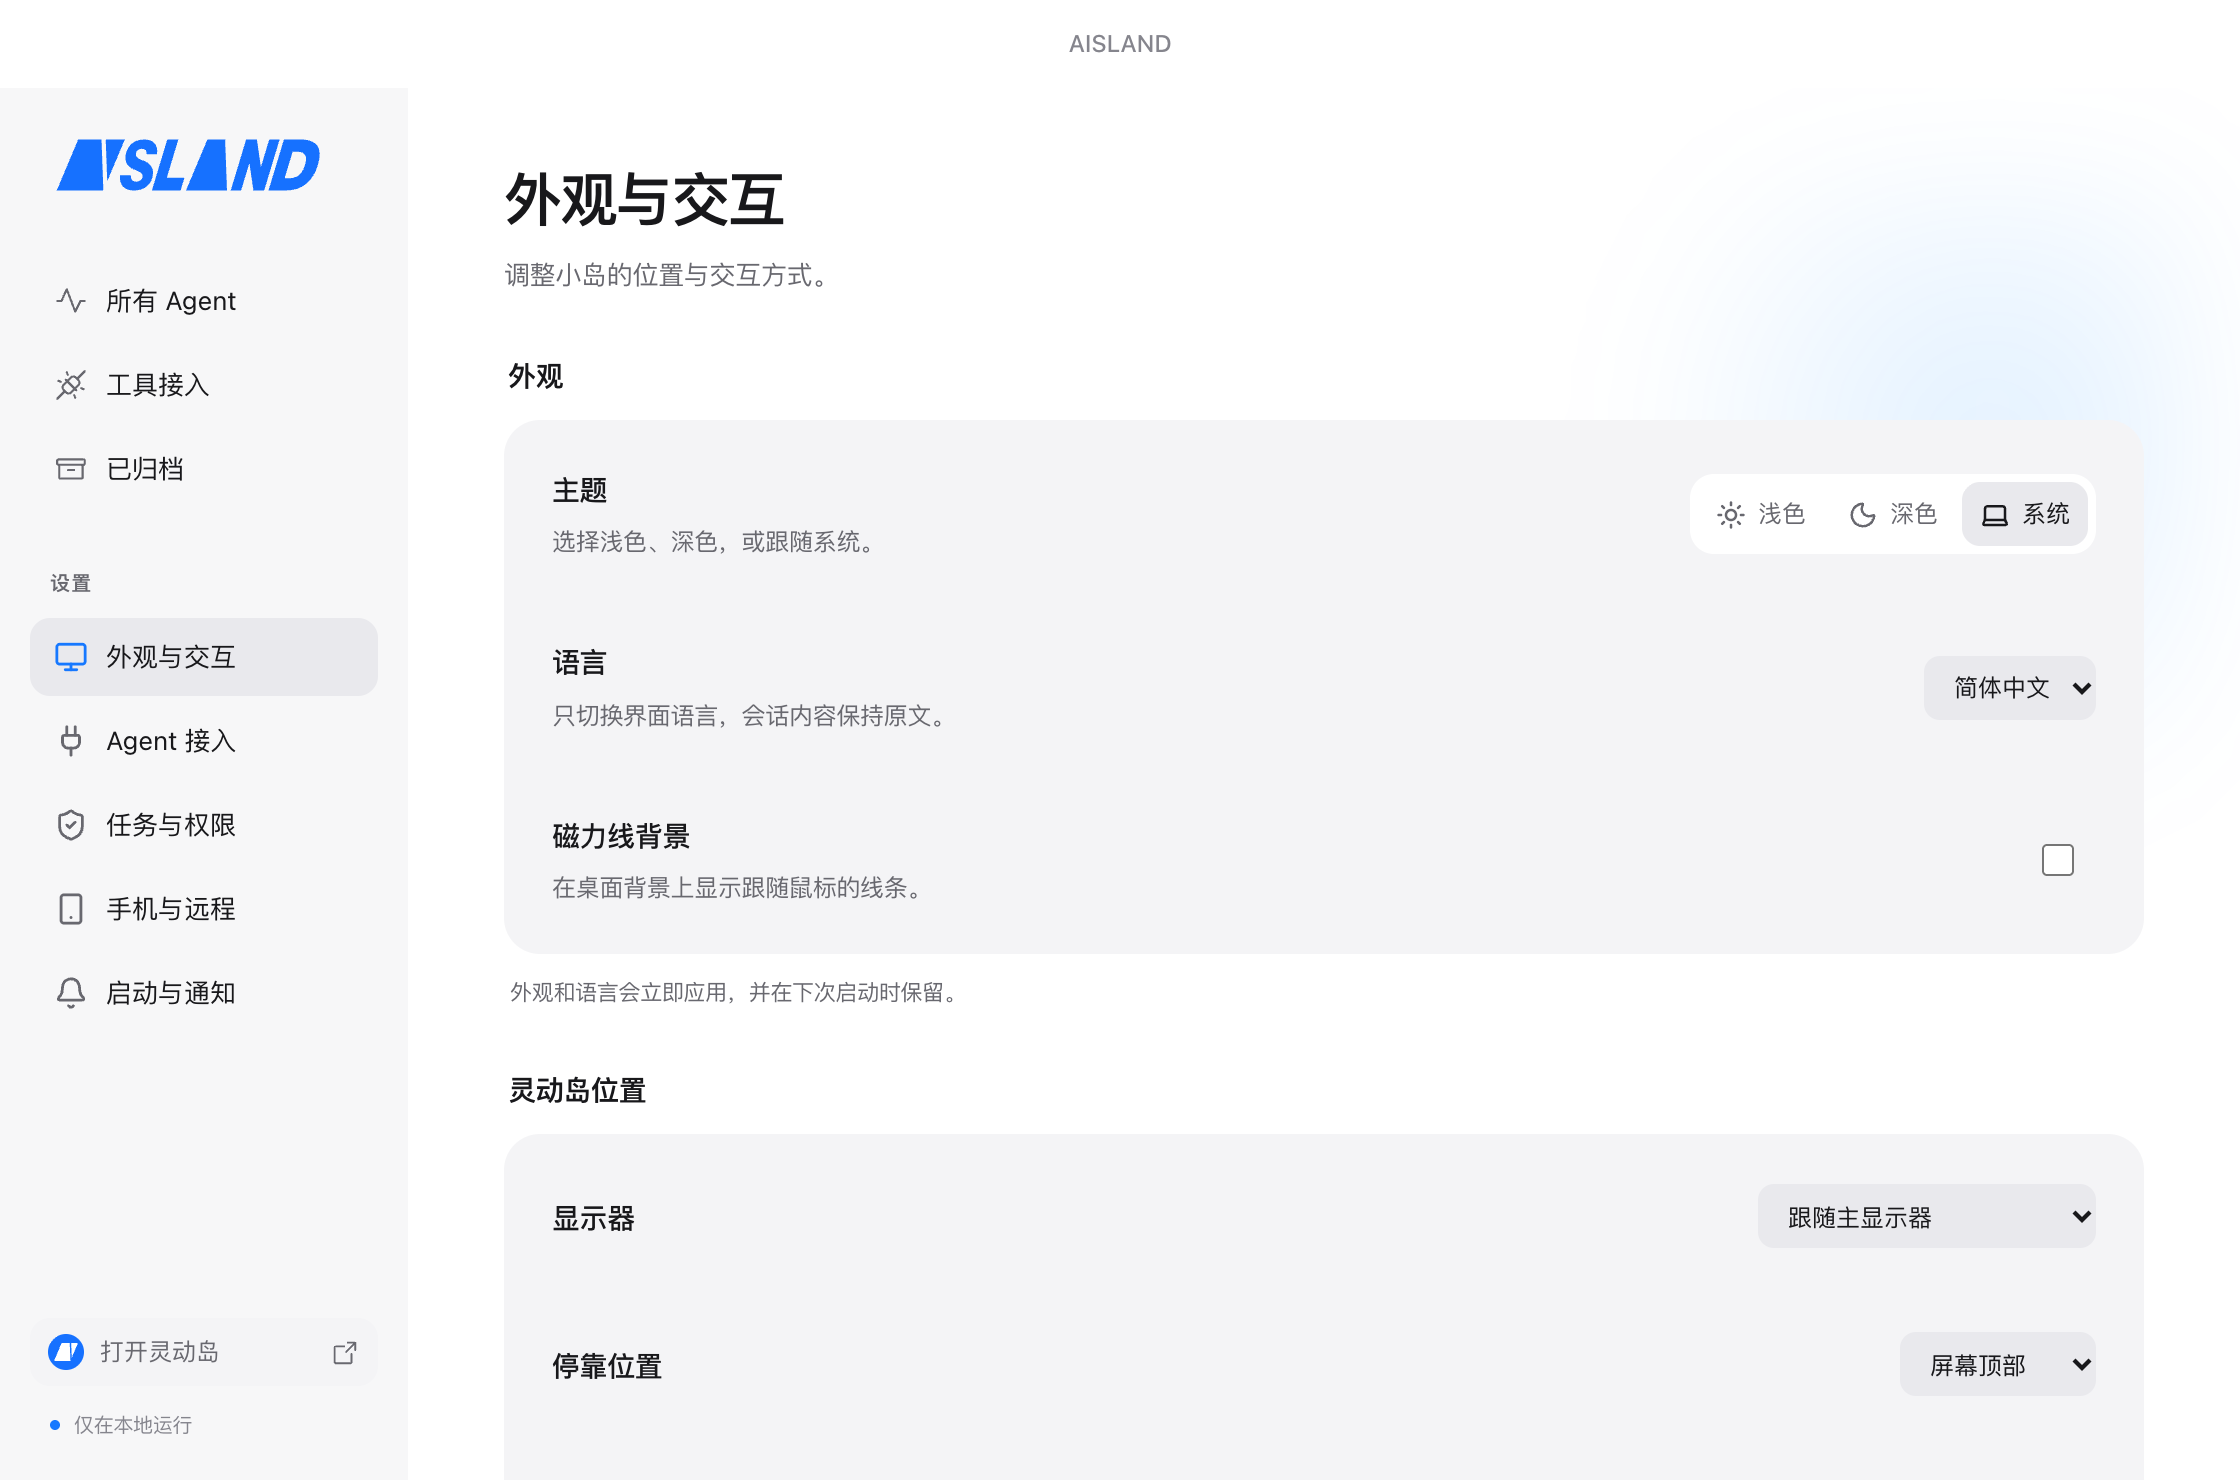 AISLAND
AISLAND
所有 Agent
工具接入
已归档
设置
外观与交互
Agent 接入
任务与权限
手机与远程
启动与通知
打开灵动岛
仅在本地运行
外观与交互
调整小岛的位置与交互方式。
外观
主题
选择浅色、深色，或跟随系统。
浅色 深色 系统
语言
只切换界面语言，会话内容保持原文。
简体中文
磁力线背景
在桌面背景上显示跟随鼠标的线条。
外观和语言会立即应用，并在下次启动时保留。
灵动岛位置
显示器
跟随主显示器
停靠位置
屏幕顶部